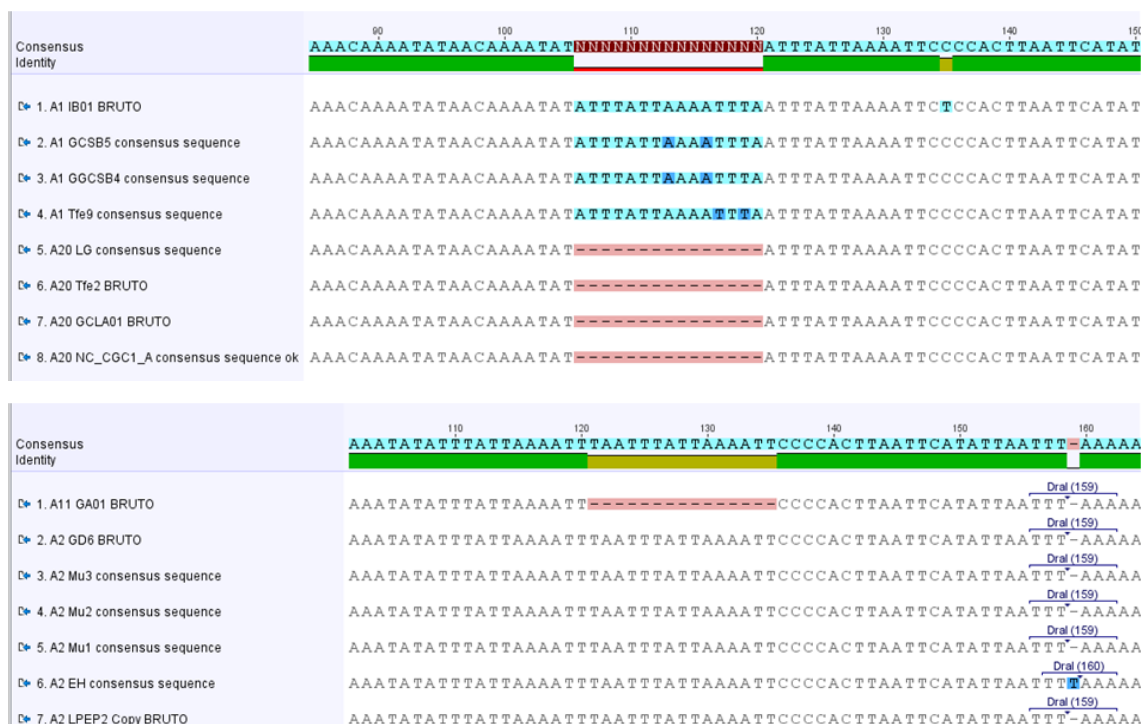 90 100 110 120 130 140 150
Consensus AAACAAAATATAACAAAATATNNNNNNNNNNNNNNNATTTATTAAAATTCCCCACTTAATTCATAT
Identity
1. A1 IB01 BRUTO AAACAAAATATAACAAAATATATTTATTAAAATTTAATTTATTAAAATTCTCCACTTAATTCATAT
2. A1 GCSB5 consensus sequence AAACAAAATATAACAAAATATATTTATTAAAATTTAATTTATTAAAATTCCCCACTTAATTCATAT
3. A1 GGCSB4 consensus sequence AAACAAAATATAACAAAATATATTTATTAAAATTTAATTTATTAAAATTCCCCACTTAATTCATAT
4. A1 Tfe9 consensus sequence AAACAAAATATAACAAAATATATTTATTAAAATTTAATTTATTAAAATTCCCCACTTAATTCATAT
5. A20 LG consensus sequence AAACAAAATATAACAAAATAT---------------ATTTATTAAAATTCCCCACTTAATTCATAT
6. A20 Tfe2 BRUTO AAACAAAATATAACAAAATAT---------------ATTTATTAAAATTCCCCACTTAATTCATAT
7. A20 GCLA01 BRUTO AAACAAAATATAACAAAATAT---------------ATTTATTAAAATTCCCCACTTAATTCATAT
8. A20 NC_CGC1_A consensus sequence ok AAACAAAATATAACAAAATAT---------------ATTTATTAAAATTCCCCACTTAATTCATAT
110 120 130 140 150 160
Consensus AAATATATTTATTAAAATTTAATTTATTAAAATTCCCCACTTAATTCATATTAATTT-AAAAA
Identity
DraI (159)
1. A11 GA01 BRUTO AAATATATTTATTAAAATT---------------CCCCACTTAATTCATATTAATTT-AAAAA
DraI (159)
2. A2 GD6 BRUTO AAATATATTTATTAAAATTTAATTTATTAAAATTCCCCACTTAATTCATATTAATTT-AAAAA
DraI (159)
3. A2 Mu3 consensus sequence AAATATATTTATTAAAATTTAATTTATTAAAATTCCCCACTTAATTCATATTAATTT-AAAAA
DraI (159)
4. A2 Mu2 consensus sequence AAATATATTTATTAAAATTTAATTTATTAAAATTCCCCACTTAATTCATATTAATTT-AAAAA
DraI (159)
5. A2 Mu1 consensus sequence AAATATATTTATTAAAATTTAATTTATTAAAATTCCCCACTTAATTCATATTAATTT-AAAAA
DraI (160)
6. A2 EH consensus sequence AAATATATTTATTAAAATTTAATTTATTAAAATTCCCCACTTAATTCATATTAATTTTAAAAA
DraI (159)
7. A2 LPEP2 Copy BRUTO AAATATATTTATTAAAATTTAATTTATTAAAATTCCCCACTTAATTCATATTAATTT-AAAAA